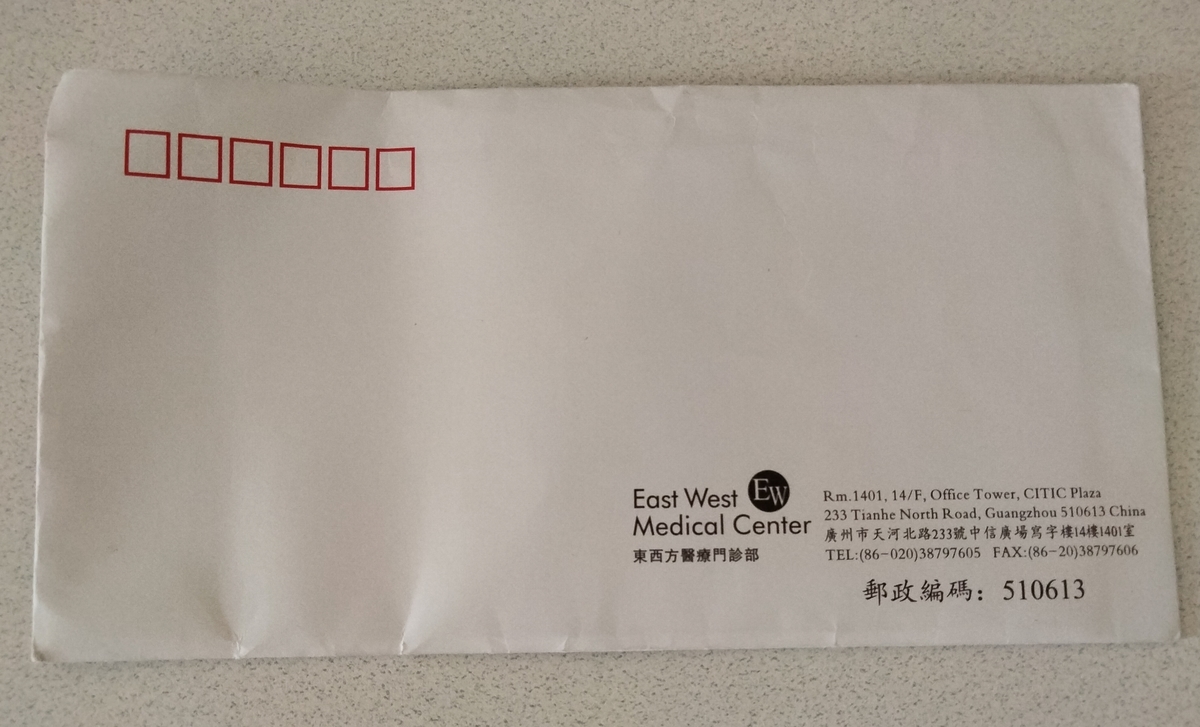 East West EW
Medical Center
東西方醫療門診部
Rm.1401, 14/F, Office Tower, CITIC Plaza
233 Tianhe North Road, Guangzhou 510613 China
廣州市天河北路233號中信廣場寫字樓14樓1401室
TEL:(86-020)38797605 FAX:(86-20)38797606
郵政編碼：510613